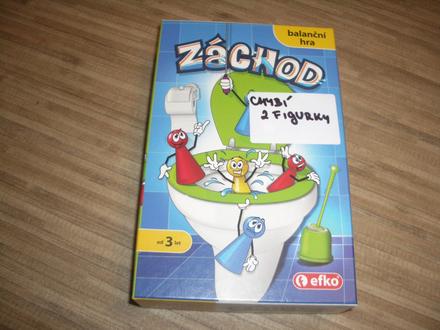 balanční
hra
ZáCHOD
CHYBÍ
2 FIGURKY
od 3 let
efko